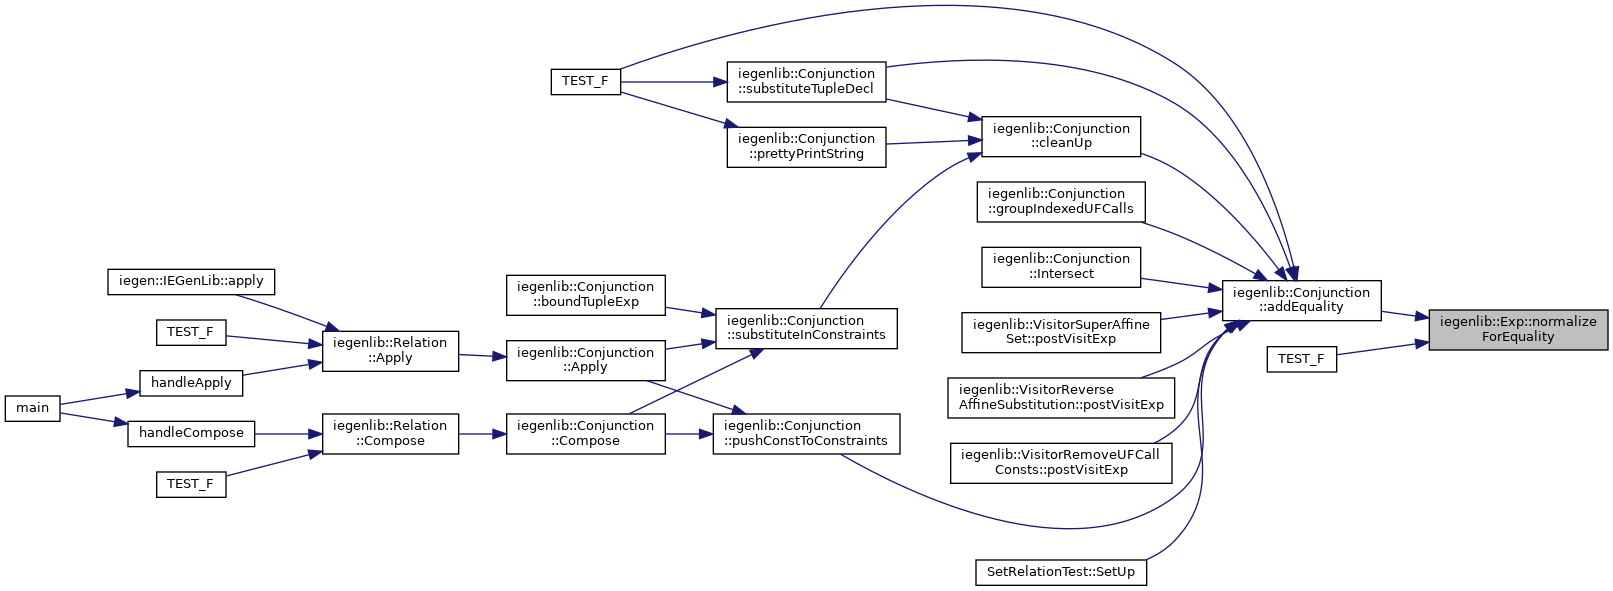 TEST_F
iegenlib::Conjunction
::substituteTupleDecl
iegenlib::Conjunction
::prettyPrintString
iegenlib::Conjunction
::cleanUp
iegenlib::Conjunction
::groupIndexedUFCalls
iegenlib::Conjunction
::Intersect
iegen::IEGenLib::apply
iegenlib::Conjunction
::boundTupleExp
iegenlib::Conjunction
::substituteInConstraints
iegenlib::Conjunction
::addEquality
iegenlib::Exp::normalize
ForEquality
TEST_F
iegenlib::Relation
::Apply
iegenlib::Conjunction
::Apply
iegenlib::VisitorSuperAffine
Set::postVisitExp
TEST_F
handleApply
iegenlib::VisitorReverse
AffineSubstitution::postVisitExp
main
handleCompose
iegenlib::Relation
::Compose
iegenlib::Conjunction
::Compose
iegenlib::Conjunction
::pushConstToConstraints
iegenlib::VisitorRemoveUFCall
Consts::postVisitExp
TEST_F
SetRelationTest::SetUp